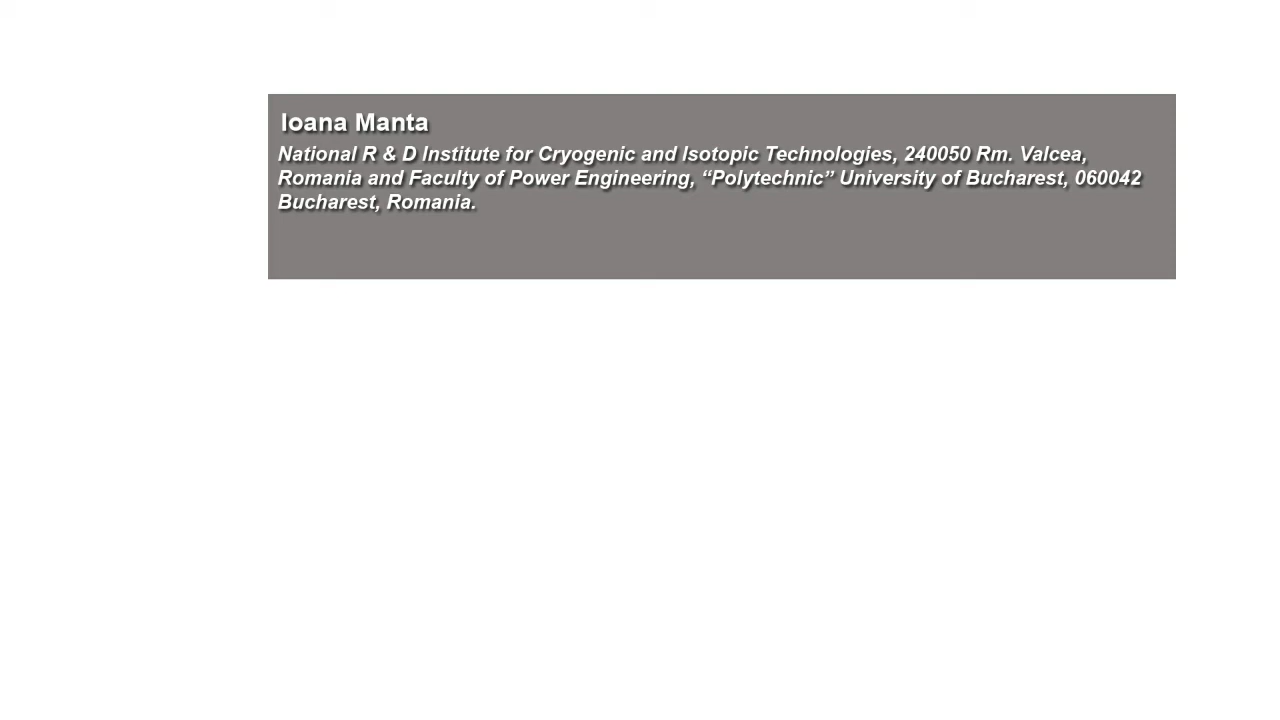 Ioana Manta
National R & D Institute for Cryogenic and Isotopic Technologies, 240050 Rm. Valcea,
Romania and Faculty of Power Engineering, “Polytechnic” University of Bucharest, 060042
Bucharest, Romania.